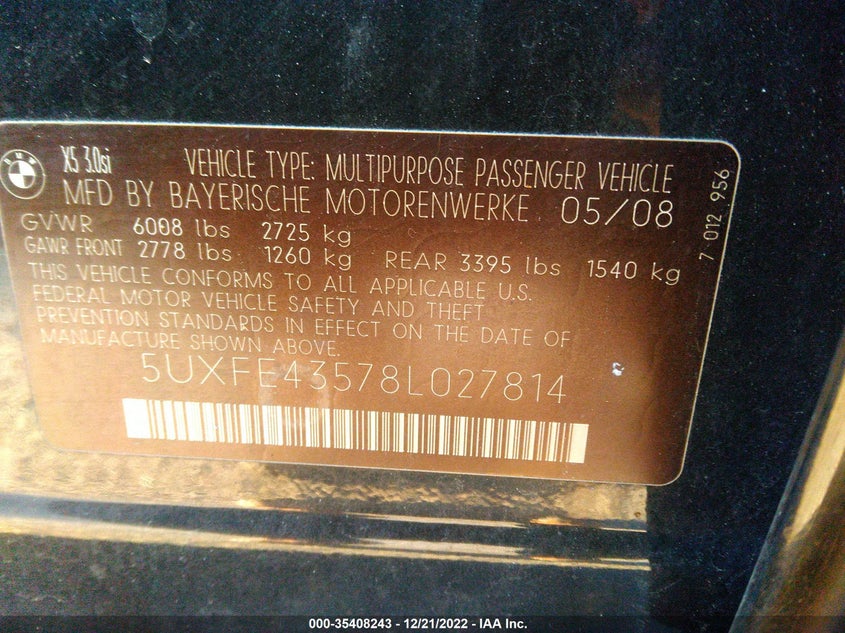 BMW
X5 3.0si
VEHICLE TYPE: MULTIPURPOSE PASSENGER VEHICLE
MFD BY BAYERISCHE MOTORENWERKE 05/08
GVWR 6008 lbs 2725 kg
GAWR FRONT 2778 lbs 1260 kg REAR 3395 lbs 1540 kg
THIS VEHICLE CONFORMS TO ALL APPLICABLE U.S.
FEDERAL MOTOR VEHICLE SAFETY AND THEFT
PREVENTION STANDARDS IN EFFECT ON THE DATE OF
MANUFACTURE SHOWN ABOVE.
5UXFE43578L027814
7 012 956
000-35408243 - 12/21/2022 - IAA Inc.